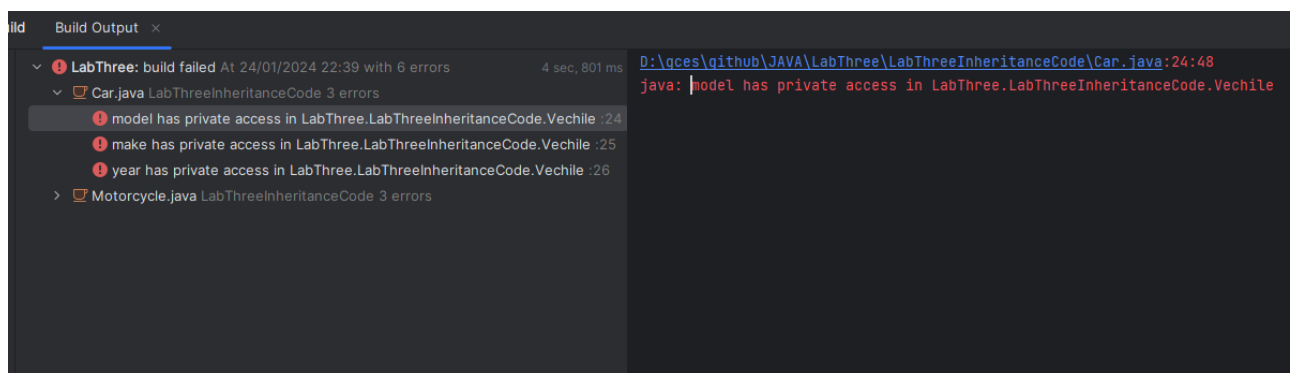 ild Build Output ×
LabThree: build failed At 24/01/2024 22:39 with 6 errors 4 sec, 801 ms
Car.java LabThreeInheritanceCode 3 errors
model has private access in LabThree.LabThreeInheritanceCode.Vechile :24
make has private access in LabThree.LabThreeInheritanceCode.Vechile :25
year has private access in LabThree.LabThreeInheritanceCode.Vechile :26
Motorcycle.java LabThreeInheritanceCode 3 errors
D:\qces\github\JAVA\LabThree\LabThreeInheritanceCode\Car.java:24:48
java: model has private access in LabThree.LabThreeInheritanceCode.Vechile